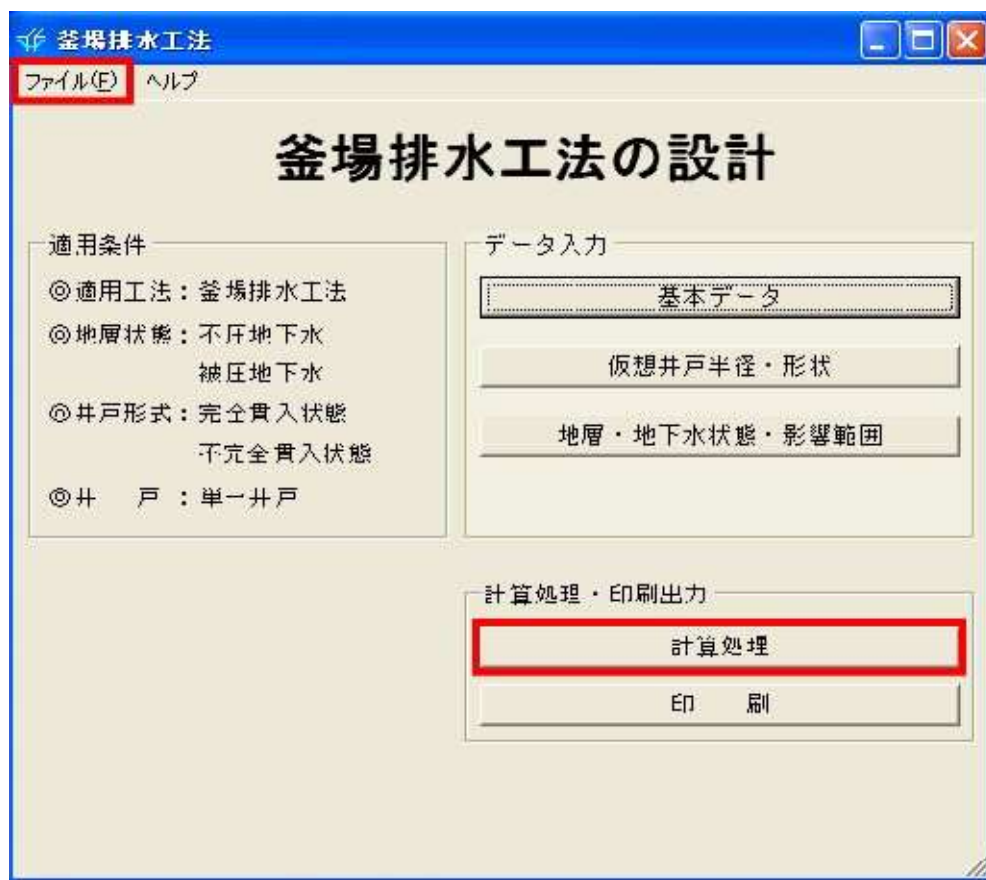 釜場排水工法
ファイル(F) ヘルプ
釜場排水工法の設計
適用条件
◎適用工法：釜場排水工法
◎地層状態：不圧地下水
被圧地下水
◎井戸形式：完全貫入状態
不完全貫入状態
◎井　戸：単一井戸
データ入力
基本データ
仮想井戸半径・形状
地層・地下水状態・影響範囲
計算処理・印刷出力
計算処理
印　刷